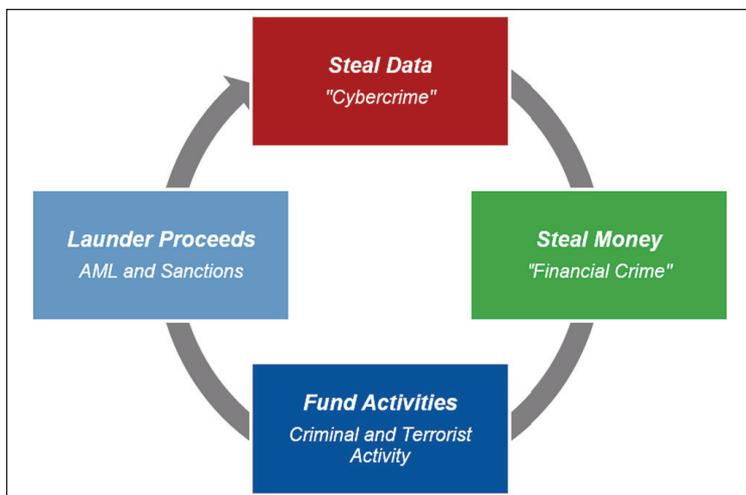 Steal Data
"Cybercrime"
Steal Money
"Financial Crime"
Fund Activities
Criminal and Terrorist
Activity
Launder Proceeds
AML and Sanctions